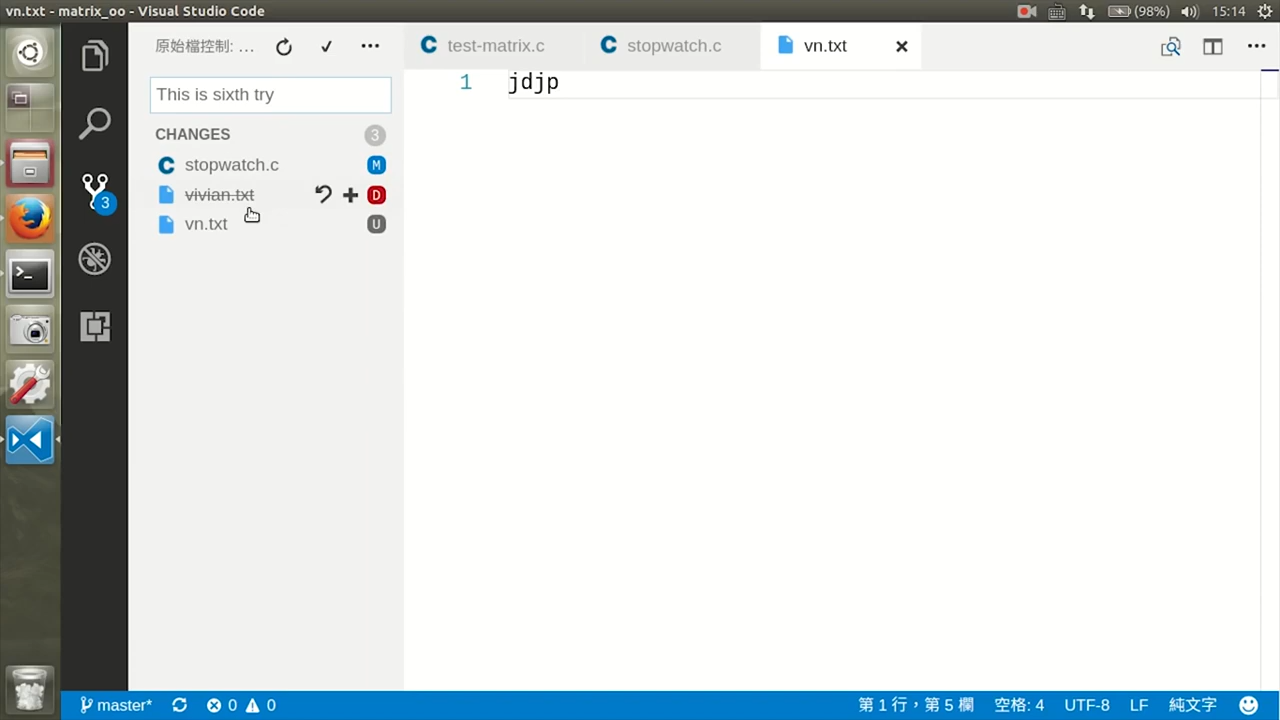 vn.txt - matrix_oo - Visual Studio Code
(98%)
15:14
原始檔控制: ...
This is sixth try
CHANGES
3
stopwatch.c
M
vivian.txt
D
vn.txt
U
3
test-matrix.c
stopwatch.c
vn.txt
1 jdjp
master*
0
0
第 1 行，第 5 欄
空格: 4
UTF-8
LF
純文字